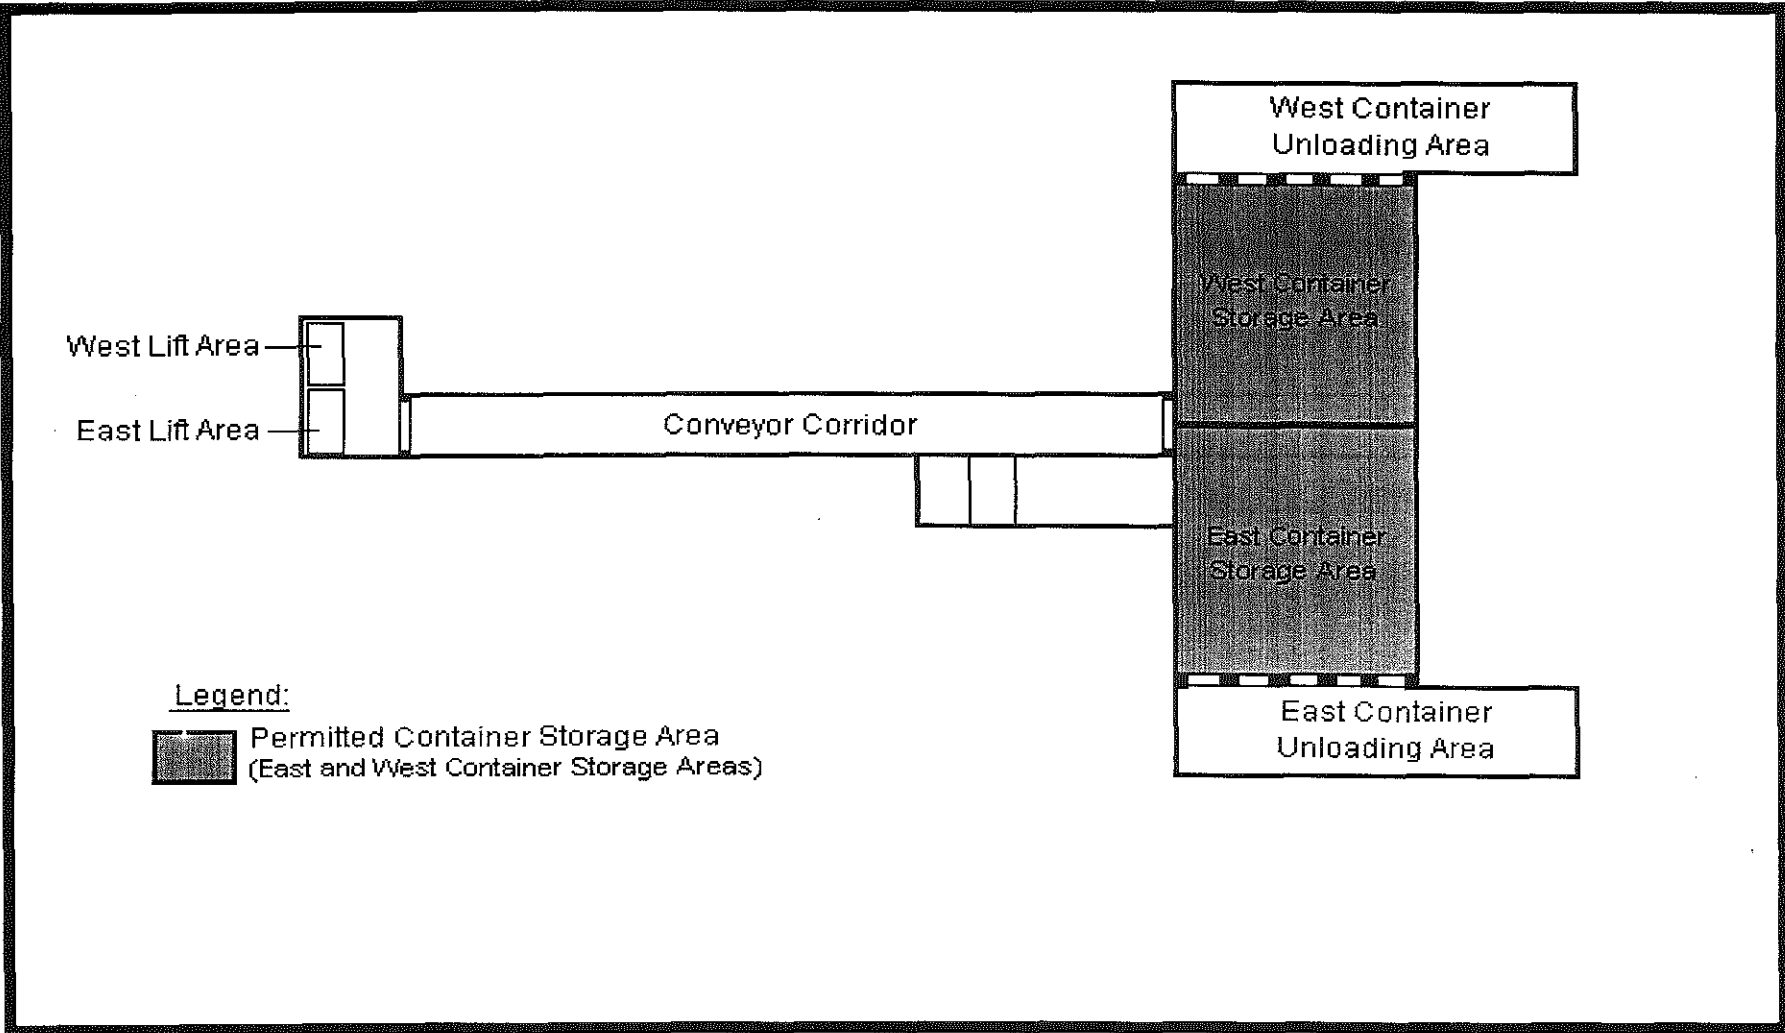 West Container
Unloading Area
West Container
Storage Area
West Lift Area
East Lift Area
Conveyor Corridor
East Container
Storage Area
East Container
Unloading Area
Legend:
Permitted Container Storage Area
(East and West Container Storage Areas)